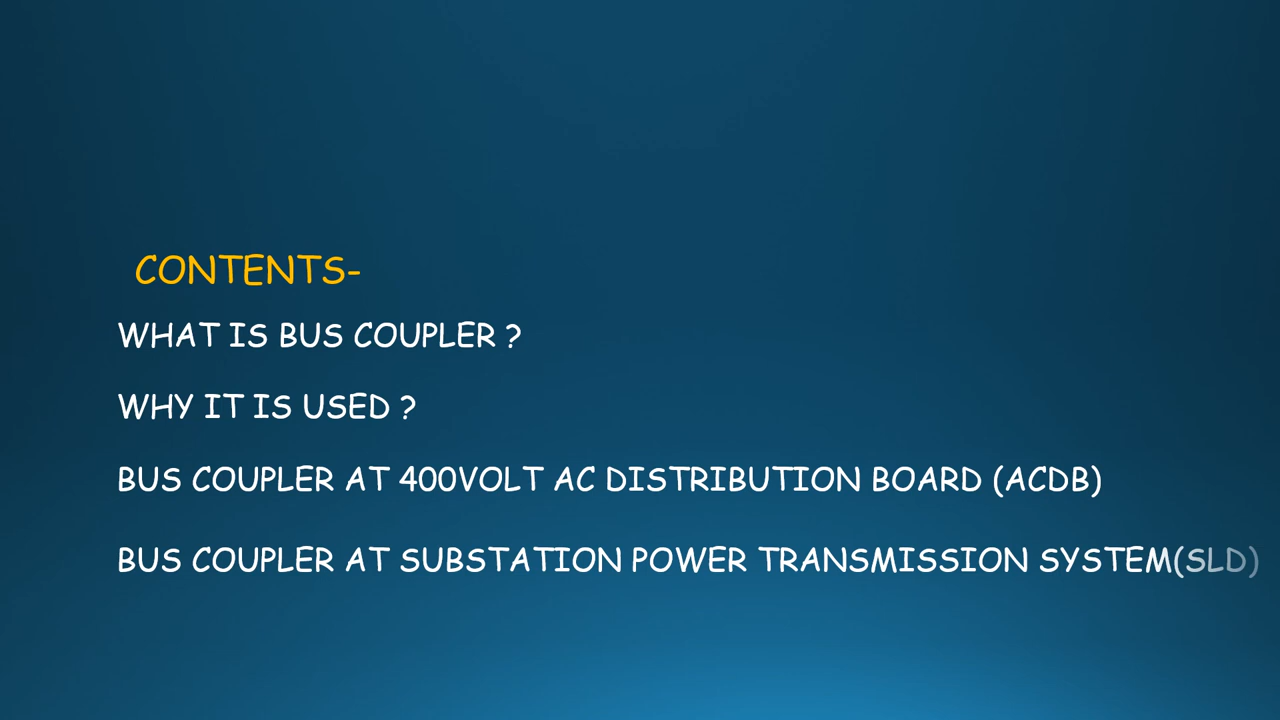 CONTENTS-
WHAT IS BUS COUPLER ?
WHY IT IS USED ?
BUS COUPLER AT 400VOLT AC DISTRIBUTION BOARD (ACDB)
BUS COUPLER AT SUBSTATION POWER TRANSMISSION SYSTEM(SLD)